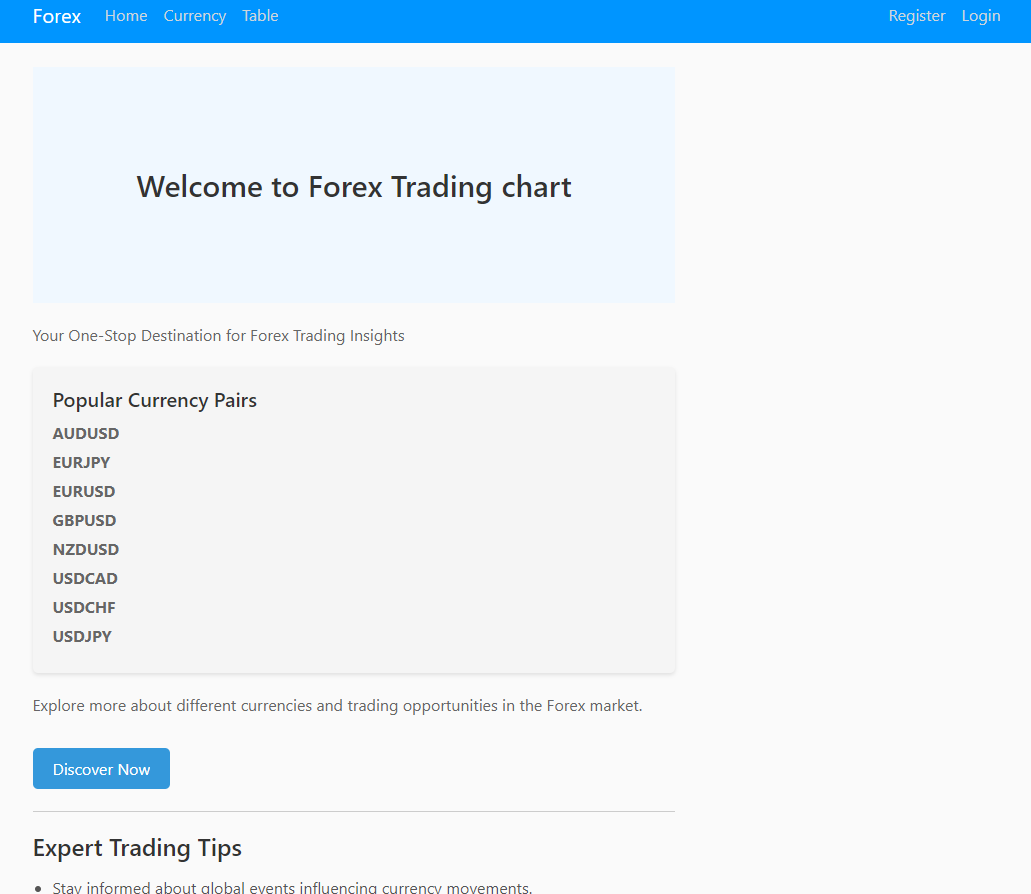 Forex Home Currency Table Register Login
Welcome to Forex Trading chart
Your One-Stop Destination for Forex Trading Insights
Popular Currency Pairs
AUDUSD
EURJPY
EURUSD
GBPUSD
NZDUSD
USDCAD
USDCHF
USDJPY
Explore more about different currencies and trading opportunities in the Forex market.
Discover Now
Expert Trading Tips
• Stay informed about global events influencing currency movements.